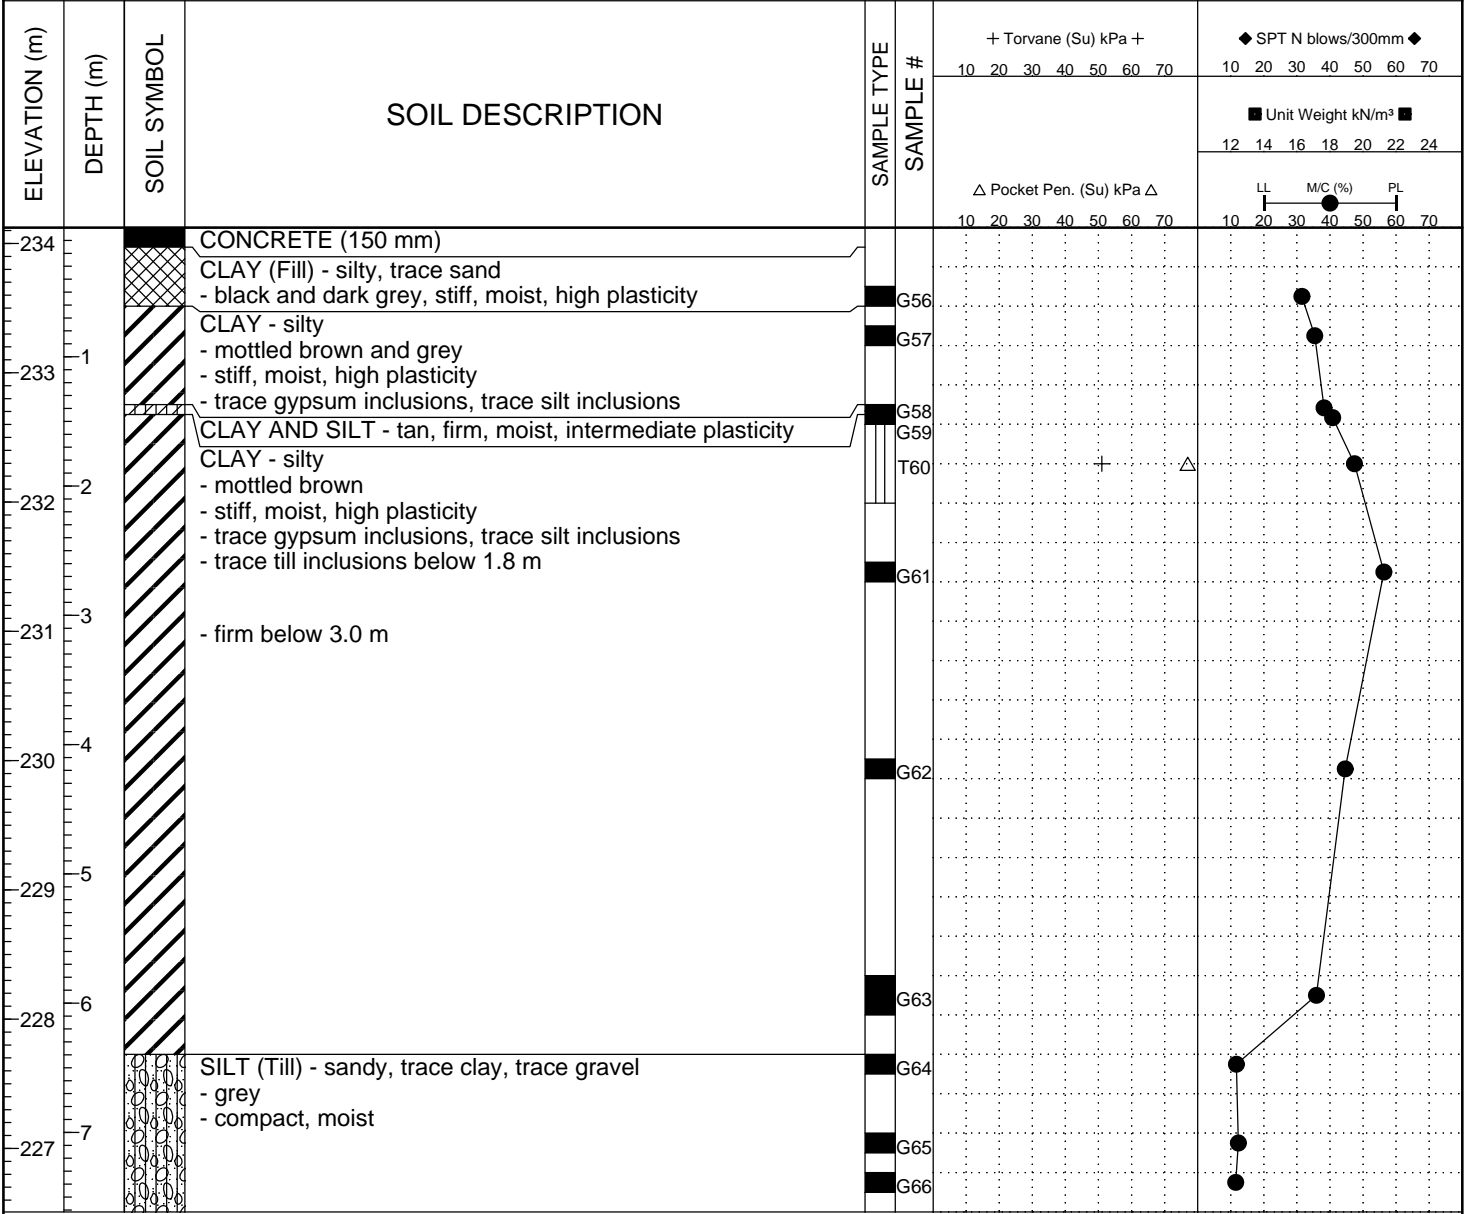 ELEVATION (m)
DEPTH (m)
SOIL SYMBOL
SOIL DESCRIPTION
SAMPLE TYPE
SAMPLE #
+ Torvane (Su) kPa +
10 20 30 40 50 60 70
△ Pocket Pen. (Su) kPa △
10 20 30 40 50 60 70
◆ SPT N blows/300mm ◆
10 20 30 40 50 60 70
■ Unit Weight kN/m³ ■
12 14 16 18 20 22 24
LL M/C (%) PL
10 20 30 40 50 60 70
234
CONCRETE (150 mm)
CLAY (Fill) - silty, trace sand
- black and dark grey, stiff, moist, high plasticity
G56
CLAY - silty
G57
- mottled brown and grey
1
233
- stiff, moist, high plasticity
- trace gypsum inclusions, trace silt inclusions
G58
CLAY AND SILT - tan, firm, moist, intermediate plasticity
G59
CLAY - silty
T60
- mottled brown
2
232
- stiff, moist, high plasticity
- trace gypsum inclusions, trace silt inclusions
- trace till inclusions below 1.8 m
G61
3
231
- firm below 3.0 m
4
230
G62
5
229
6
G63
228
SILT (Till) - sandy, trace clay, trace gravel
G64
- grey
- compact, moist
7
227
G65
G66